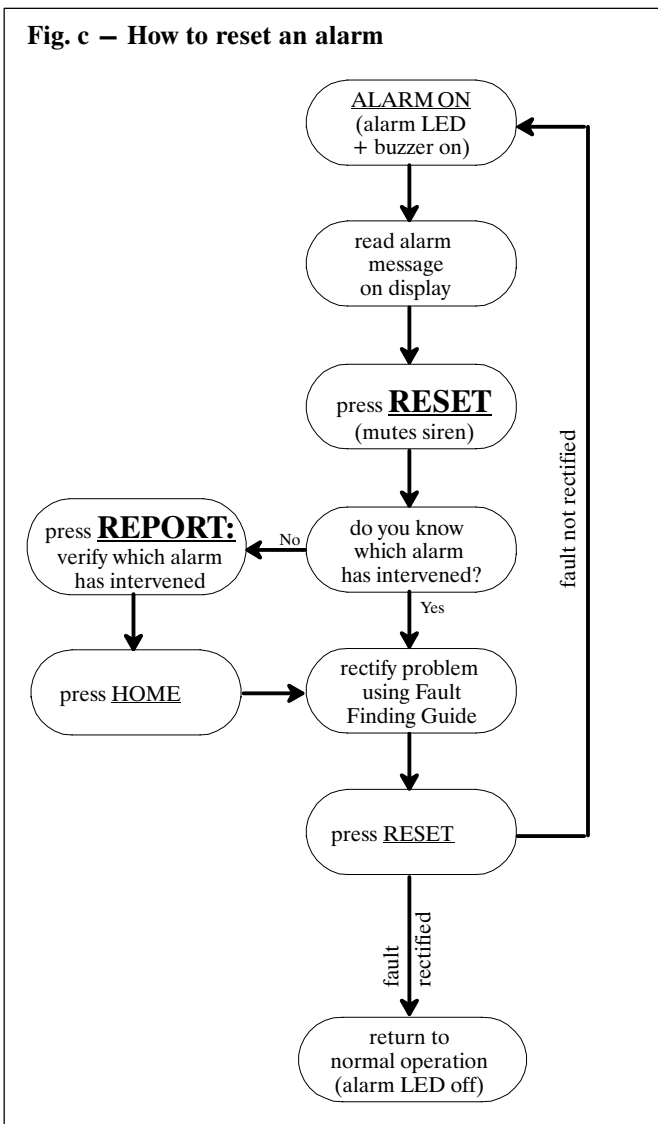 Fig. c – How to reset an alarm
ALARM ON
(alarm LED
+ buzzer on)
read alarm
message
on display
press RESET
(mutes siren)
do you know
which alarm
has intervened?
No
press REPORT:
verify which alarm
has intervened
press HOME
Yes
rectify problem
using Fault
Finding Guide
press RESET
fault not rectified
fault
rectified
return to
normal operation
(alarm LED off)